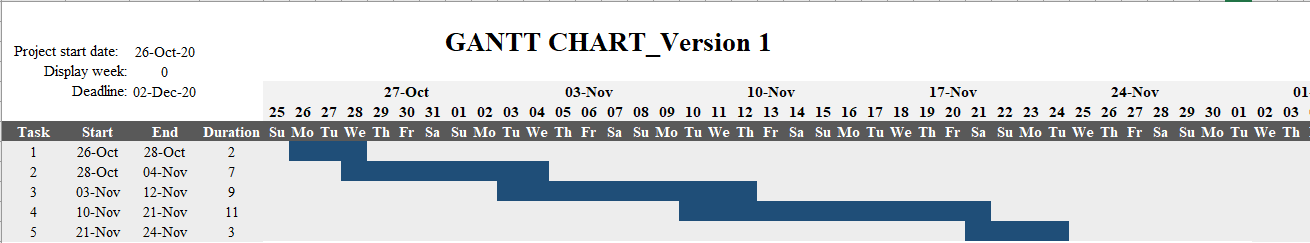 GANTT CHART_Version 1
Project start date: 26-Oct-20
Display week: 0
Deadline: 02-Dec-20
27-Oct 03-Nov 10-Nov 17-Nov 24-Nov 01
25 26 27 28 29 30 31 01 02 03 04 05 06 07 08 09 10 11 12 13 14 15 16 17 18 19 20 21 22 23 24 25 26 27 28 29 30 01 02 03
Task Start End Duration Su Mo Tu We Th Fr Sa Su Mo Tu We Th Fr Sa Su Mo Tu We Th Fr Sa Su Mo Tu We Th Fr Sa Su Mo Tu We Th Fr Sa Su Mo Tu We Th
1 26-Oct 28-Oct 2
2 28-Oct 04-Nov 7
3 03-Nov 12-Nov 9
4 10-Nov 21-Nov 11
5 21-Nov 24-Nov 3